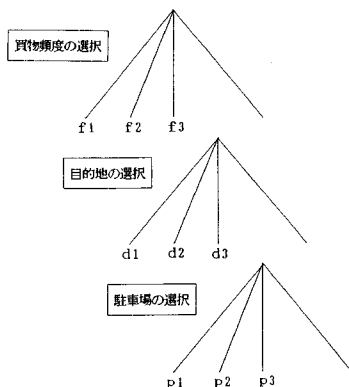 買物頻度の選択
f1 f2 f3
目的地の選択
d1 d2 d3
駐車場の選択
p1 p2 p3